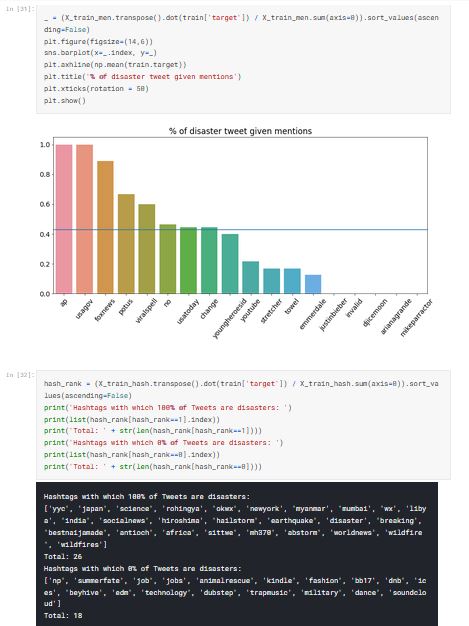 In [31]:
_ = (X_train_men.transpose().dot(train['target']) / X_train_men.sum(axis=0)).sort_values(ascen
ding=False)
plt.figure(figsize=(14,6))
sns.barplot(x=_.index, y=_)
plt.axhline(np.mean(train.target))
plt.title('% of disaster tweet given mentions')
plt.xticks(rotation = 50)
plt.show()
% of disaster tweet given mentions
1.0
0.8
0.6
0.4
0.2
0.0
ap usagov foxnews potus viralspell no usatoday change youngheroesid youtube stretcher towel emmerdale justinbieber invalid djicemoon arianagrande mikeparractor
In [32]:
hash_rank = (X_train_hash.transpose().dot(train['target']) / X_train_hash.sum(axis=0)).sort_va
lues(ascending=False)
print('Hashtags with which 100% of Tweets are disasters: ')
print(list(hash_rank[hash_rank==1].index))
print('Total: ' + str(len(hash_rank[hash_rank==1])))
print('Hashtags with which 0% of Tweets are disasters: ')
print(list(hash_rank[hash_rank==0].index))
print('Total: ' + str(len(hash_rank[hash_rank==0])))
Hashtags with which 100% of Tweets are disasters:
['yyc', 'japan', 'science', 'rohingya', 'okwx', 'newyork', 'myanmar', 'mumbai', 'wx', 'liby
a', 'india', 'socialnews', 'hiroshima', 'hailstorm', 'earthquake', 'disaster', 'breaking',
'bestnaijamade', 'antioch', 'africa', 'sittwe', 'mh370', 'abstorm', 'worldnews', 'wildfire
', 'wildfires']
Total: 26
Hashtags with which 0% of Tweets are disasters:
['np', 'summerfate', 'job', 'jobs', 'animalrescue', 'kindle', 'fashion', 'bb17', 'dnb', 'ic
es', 'beyhive', 'edm', 'technology', 'dubstep', 'trapmusic', 'military', 'dance', 'soundclo
ud']
Total: 18